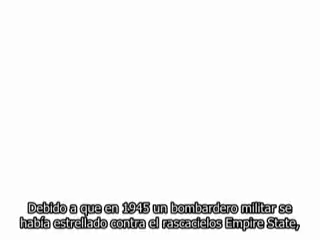 Debido a que en 1945 un bombardero militar se
había estrellado contra el rascacielos Empire State,